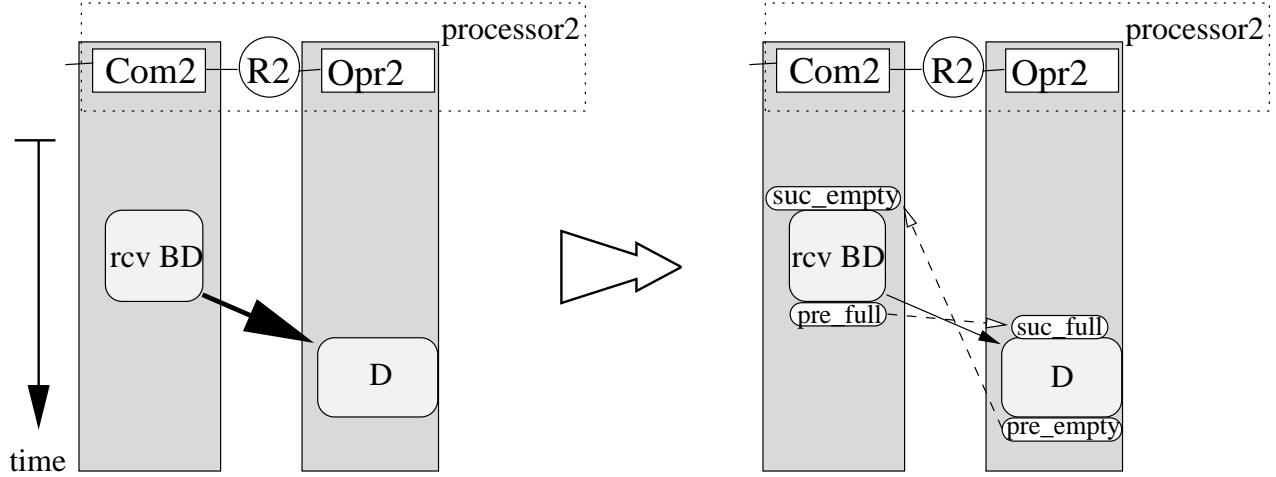 processor2
Com2
R2
Opr2
rcv BD
D
time
processor2
Com2
R2
Opr2
suc_empty
rcv BD
pre_full
suc_full
D
pre_empty